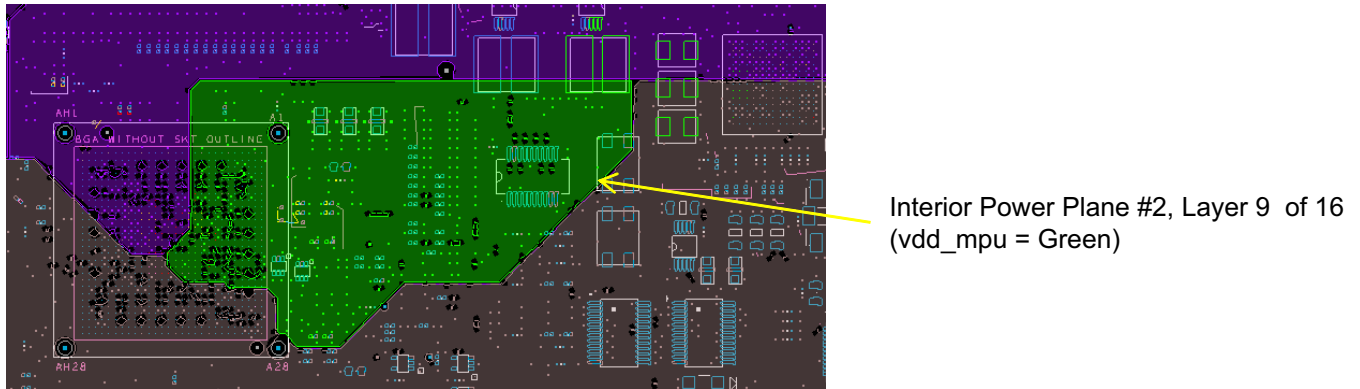 AH1
A1
BGA WITHOUT SKT OUTLINE
Interior Power Plane #2, Layer 9 of 16
(vdd_mpu = Green)
AH28
A28